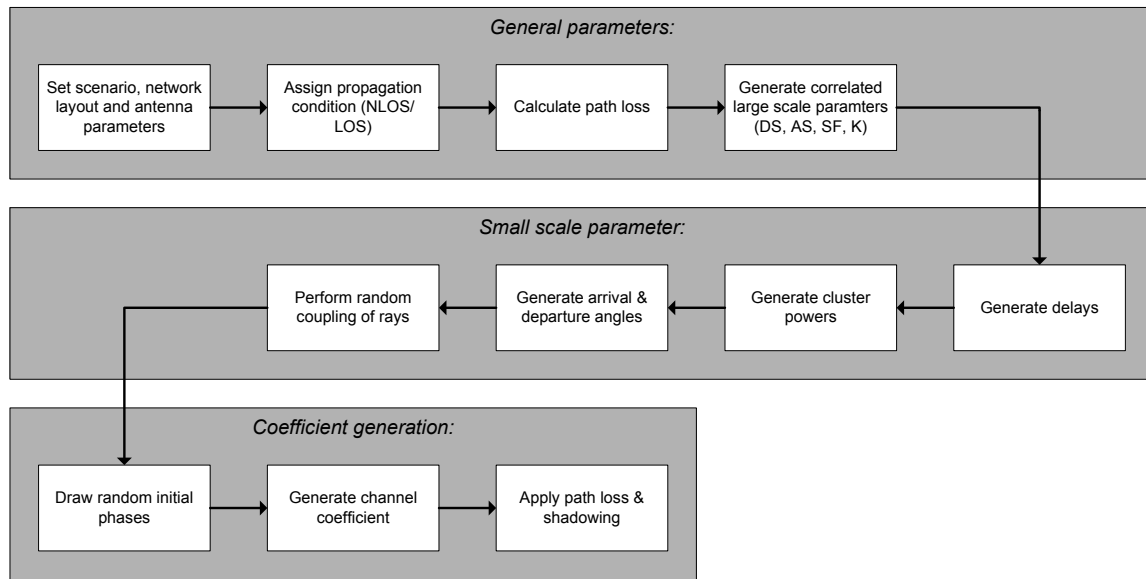 General parameters:
Set scenario, network
layout and antenna
parameters
Assign propagation
condition (NLOS/
LOS)
Calculate path loss
Generate correlated
large scale paramters
(DS, AS, SF, K)
Small scale parameter:
Perform random
coupling of rays
Generate arrival &
departure angles
Generate cluster
powers
Generate delays
Coefficient generation:
Draw random initial
phases
Generate channel
coefficient
Apply path loss &
shadowing